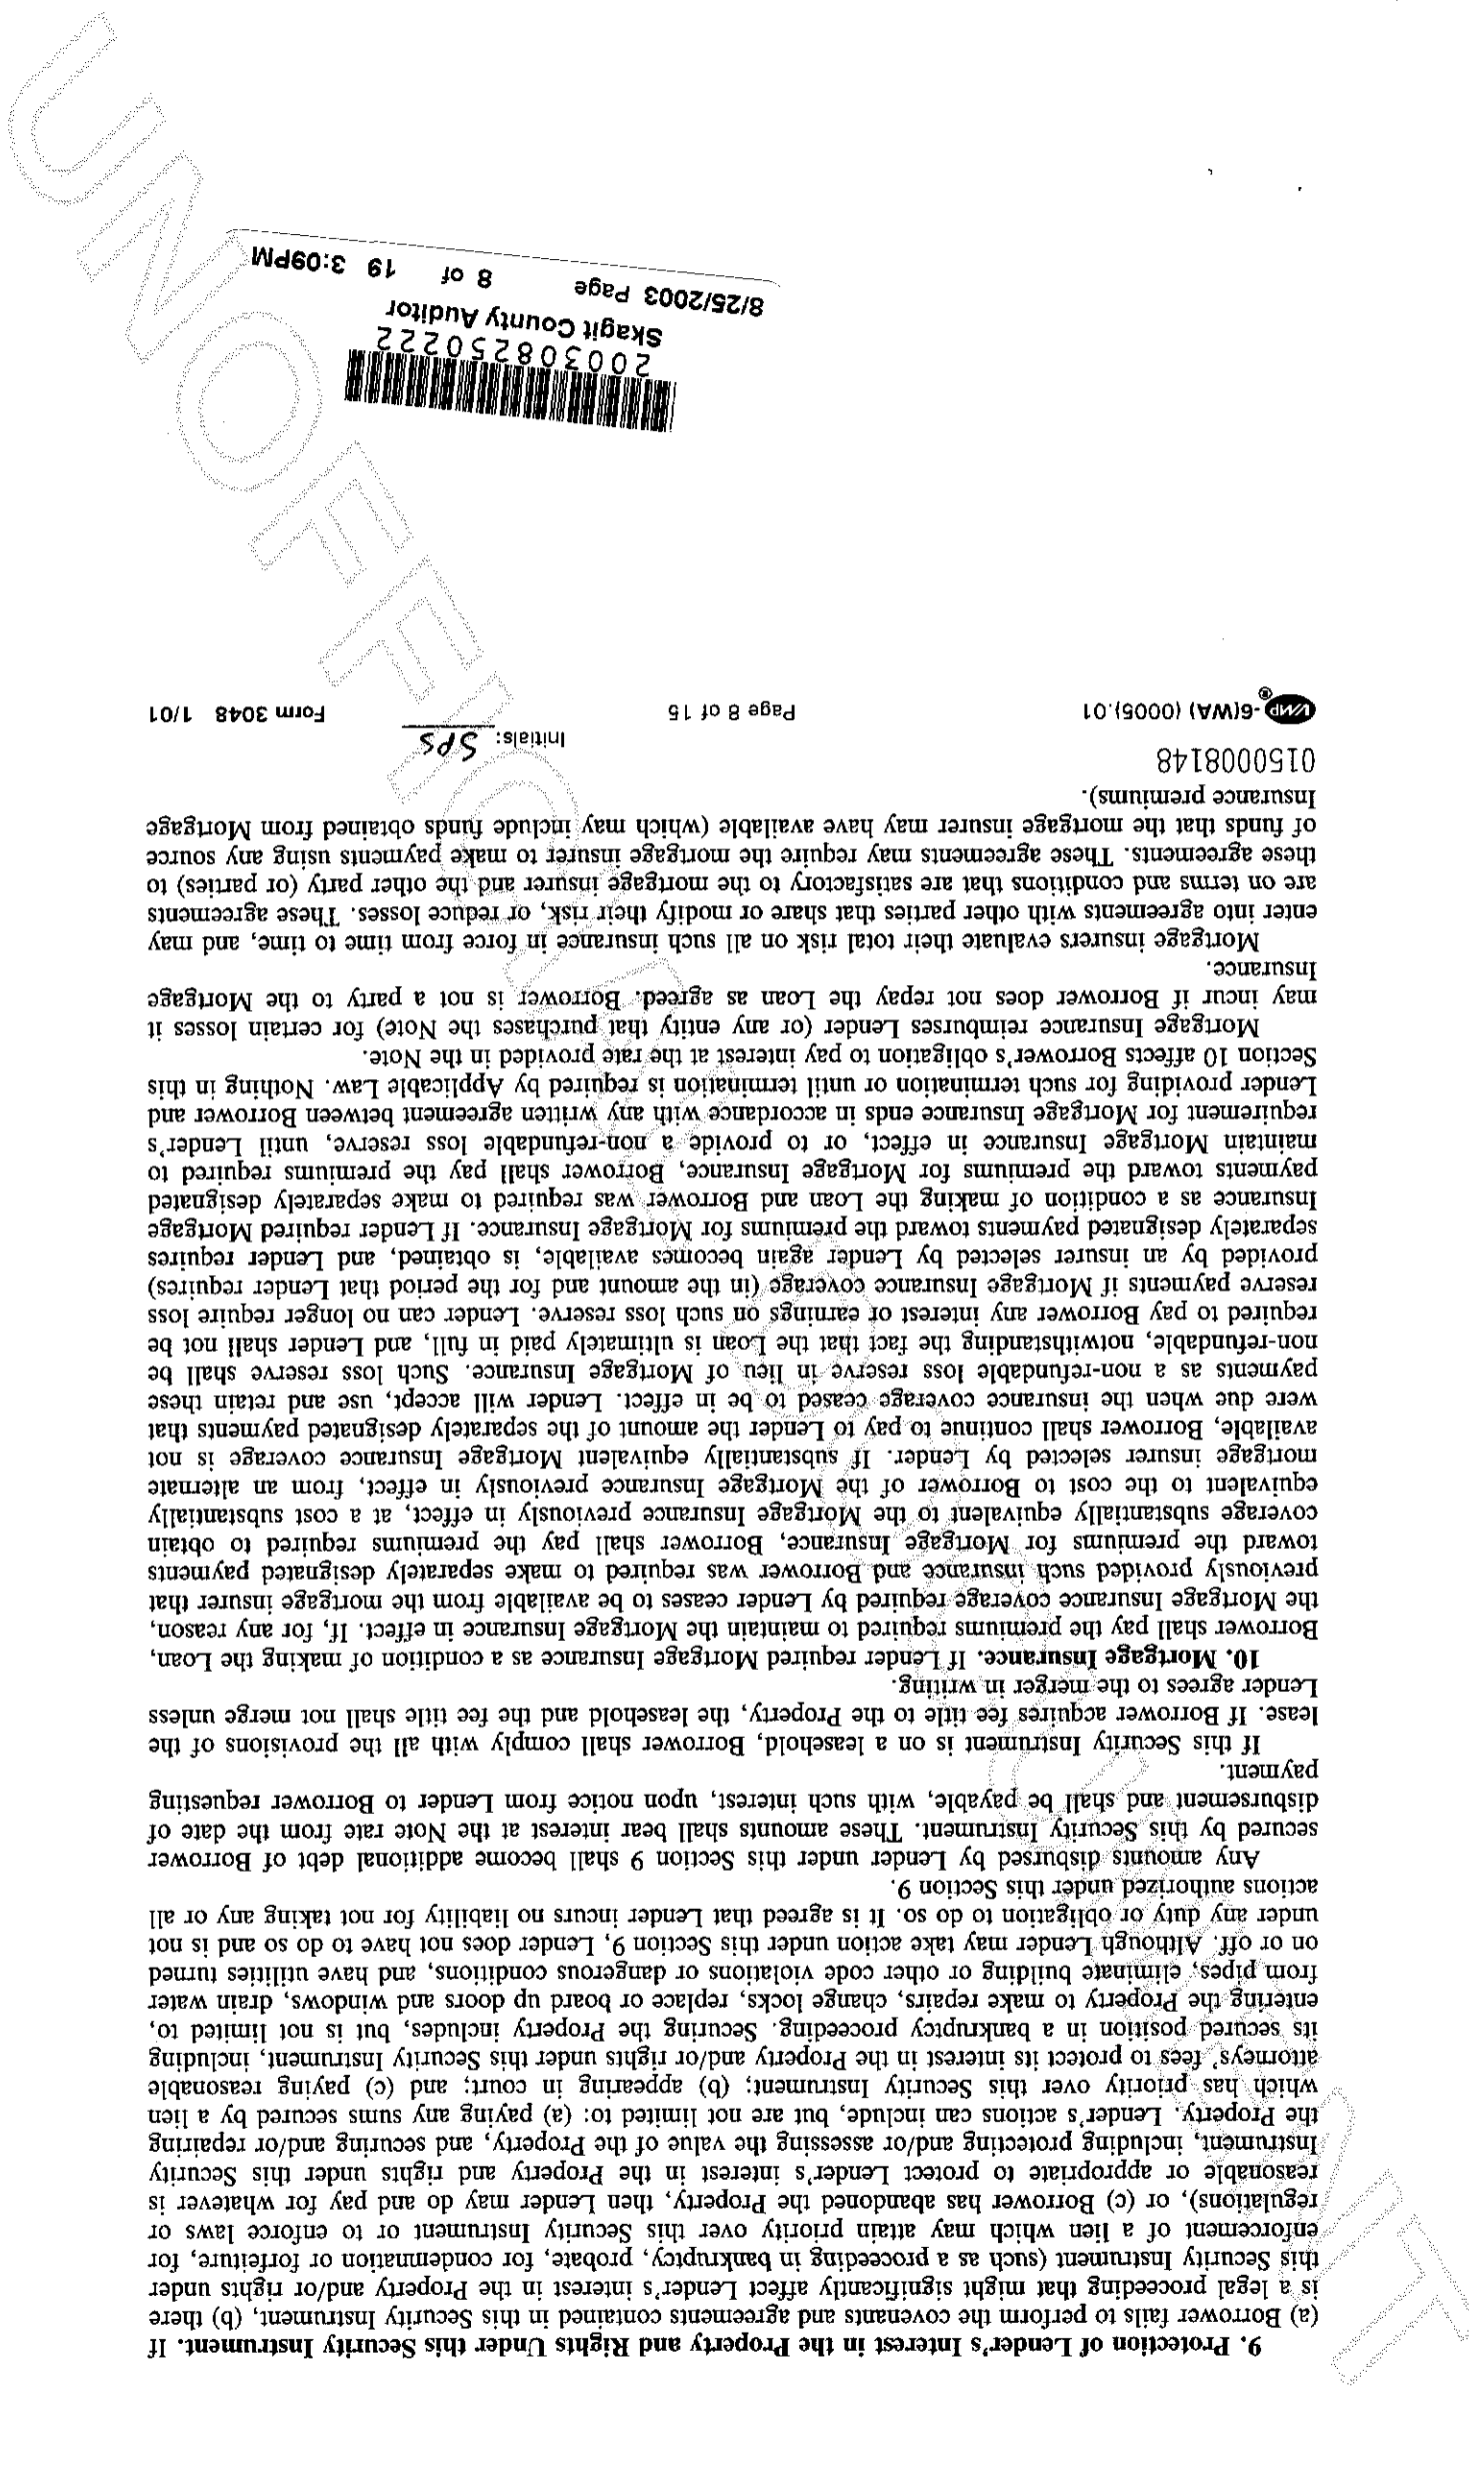 9. Protection of Lender's Interest in the Property and Rights Under this Security Instrument. If
(a) Borrower fails to perform the covenants and agreements contained in this Security Instrument, (b) there
is a legal proceeding that might significantly affect Lender's interest in the Property and/or rights under
this Security Instrument (such as a proceeding in bankruptcy, probate, for condemnation or forfeiture, for
enforcement of a lien which may attain priority over this Security Instrument or to enforce laws or
regulations), or (c) Borrower has abandoned the Property, then Lender may do and pay for whatever is
reasonable or appropriate to protect Lender's interest in the Property and rights under this Security
Instrument, including protecting and/or assessing the value of the Property, and securing and/or repairing
the Property. Lender's actions can include, but are not limited to: (a) paying any sums secured by a lien
which has priority over this Security Instrument; (b) appearing in court; and (c) paying reasonable
attorneys' fees to protect its interest in the Property and/or rights under this Security Instrument, including
its secured position in a bankruptcy proceeding. Securing the Property includes, but is not limited to,
entering the Property to make repairs, change locks, replace or board up doors and windows, drain water
from pipes, eliminate building or other code violations or dangerous conditions, and have utilities turned
on or off. Although Lender may take action under this Section 9, Lender does not have to do so and is not
under any duty or obligation to do so. It is agreed that Lender incurs no liability for not taking any or all
actions authorized under this Section 9.
Any amounts disbursed by Lender under this Section 9 shall become additional debt of Borrower
secured by this Security Instrument. These amounts shall bear interest at the Note rate from the date of
disbursement and shall be payable, with such interest, upon notice from Lender to Borrower requesting
payment.
If this Security Instrument is on a leasehold, Borrower shall comply with all the provisions of the
lease. If Borrower acquires fee title to the Property, the leasehold and the fee title shall not merge unless
Lender agrees to the merger in writing.
10. Mortgage Insurance. If Lender required Mortgage Insurance as a condition of making the Loan,
Borrower shall pay the premiums required to maintain the Mortgage Insurance in effect. If, for any reason,
the Mortgage Insurance coverage required by Lender ceases to be available from the mortgage insurer that
previously provided such insurance and Borrower was required to make separately designated payments
toward the premiums for Mortgage Insurance, Borrower shall pay the premiums required to obtain
coverage substantially equivalent to the Mortgage Insurance previously in effect, at a cost substantially
equivalent to the cost to Borrower of the Mortgage Insurance previously in effect, from an alternate
mortgage insurer selected by Lender. If substantially equivalent Mortgage Insurance coverage is not
available, Borrower shall continue to pay to Lender the amount of the separately designated payments that
were due when the insurance coverage ceased to be in effect. Lender will accept, use and retain these
payments as a non-refundable loss reserve in lieu of Mortgage Insurance. Such loss reserve shall be
non-refundable, notwithstanding the fact that the Loan is ultimately paid in full, and Lender shall not be
required to pay Borrower any interest or earnings on such loss reserve. Lender can no longer require loss
reserve payments if Mortgage Insurance coverage (in the amount and for the period that Lender requires)
provided by an insurer selected by Lender again becomes available, is obtained, and Lender requires
separately designated payments toward the premiums for Mortgage Insurance. If Lender required Mortgage
Insurance as a condition of making the Loan and Borrower was required to make separately designated
payments toward the premiums for Mortgage Insurance, Borrower shall pay the premiums required to
maintain Mortgage Insurance in effect, or to provide a non-refundable loss reserve, until Lender's
requirement for Mortgage Insurance ends in accordance with any written agreement between Borrower and
Lender providing for such termination or until termination is required by Applicable Law. Nothing in this
Section 10 affects Borrower's obligation to pay interest at the rate provided in the Note.
Mortgage Insurance reimburses Lender (or any entity that purchases the Note) for certain losses it
may incur if Borrower does not repay the Loan as agreed. Borrower is not a party to the Mortgage
Insurance.
Mortgage insurers evaluate their total risk on all such insurance in force from time to time, and may
enter into agreements with other parties that share or modify their risk, or reduce losses. These agreements
are on terms and conditions that are satisfactory to the mortgage insurer and the other party (or parties) to
these agreements. These agreements may require the mortgage insurer to make payments using any source
of funds that the mortgage insurer may have available (which may include funds obtained from Mortgage
Insurance premiums).
0150008148
Initials: SPS
VMP®-6(WA) (0005).01 Page 8 of 15 Form 3048 1/01
200308250222
Skagit County Auditor
8/25/2003 Page 8 of 19 3:09PM
UNOFFICIAL DOCUMENT